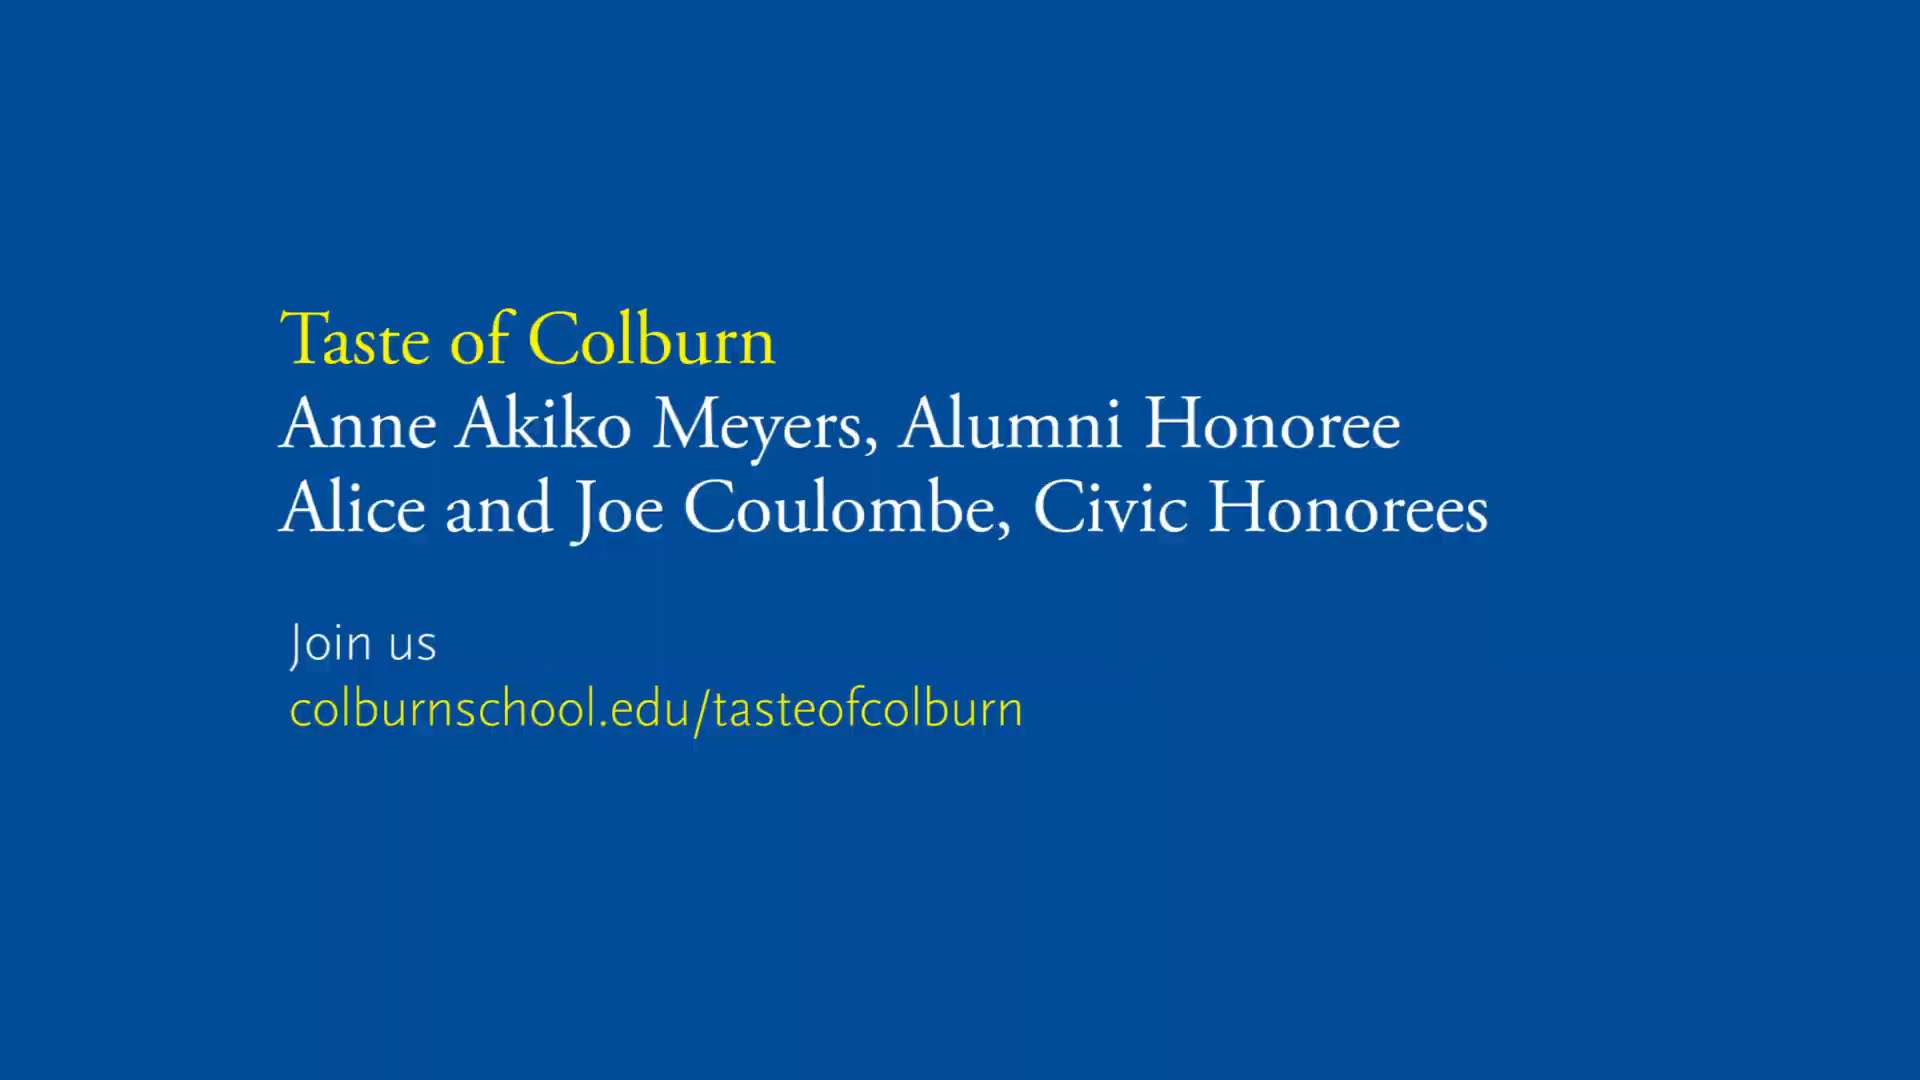 Taste of Colburn
Anne Akiko Meyers, Alumni Honoree
Alice and Joe Coulombe, Civic Honorees
Join us
colburnschool.edu/tasteofcolburn